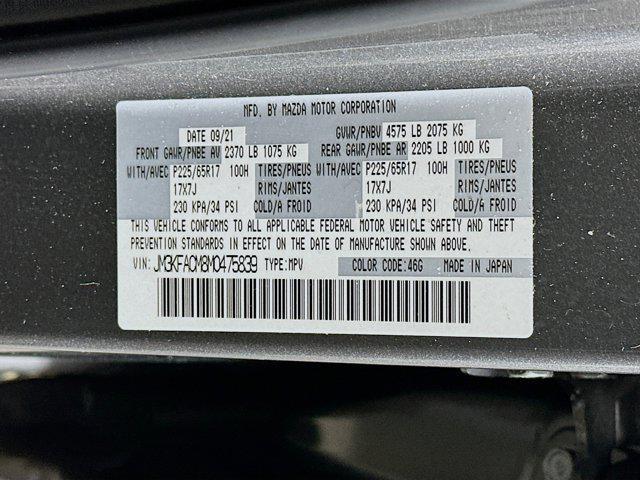 MFD. BY MAZDA MOTOR CORPORATION
DATE 09/21 GVWR/PNBV 4575 LB 2075 KG
FRONT GAWR/PNBE AV 2370 LB 1075 KG REAR GAWR/PNBE AR 2205 LB 1000 KG
WITH/AVEC P225/65R17 100H TIRES/PNEUS WITH/AVEC P225/65R17 100H TIRES/PNEUS
17X7J RIMS/JANTES 17X7J RIMS/JANTES
230 KPA/34 PSI COLD/A FROID 230 KPA/34 PSI COLD/A FROID
THIS VEHICLE CONFORMS TO ALL APPLICABLE FEDERAL MOTOR VEHICLE SAFETY AND THEFT
PREVENTION STANDARDS IN EFFECT ON THE DATE OF MANUFACTURE SHOWN ABOVE.
VIN: JM3KFACM8M0475839 TYPE:MPV COLOR CODE:46G MADE IN JAPAN